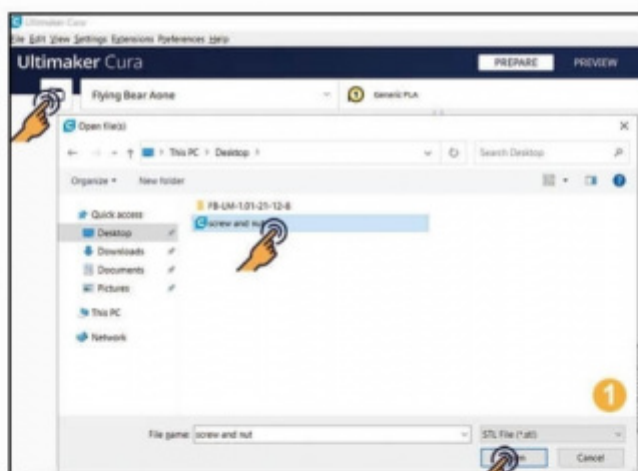 Ultimaker Cura
File Edit View Settings Extensions Preferences Help
Ultimaker Cura PREPARE PREVIEW
Flying Bear Aone 1 Generic PLA
Open file(s)
This PC Desktop Search Desktop
Organize New folder
FB-LM-1.01-21-12-8
Quick access screw and nut
Desktop
Downloads
Documents
Pictures
This PC
Network
1
File game: screw and nut STL File (*.stl)
Cancel